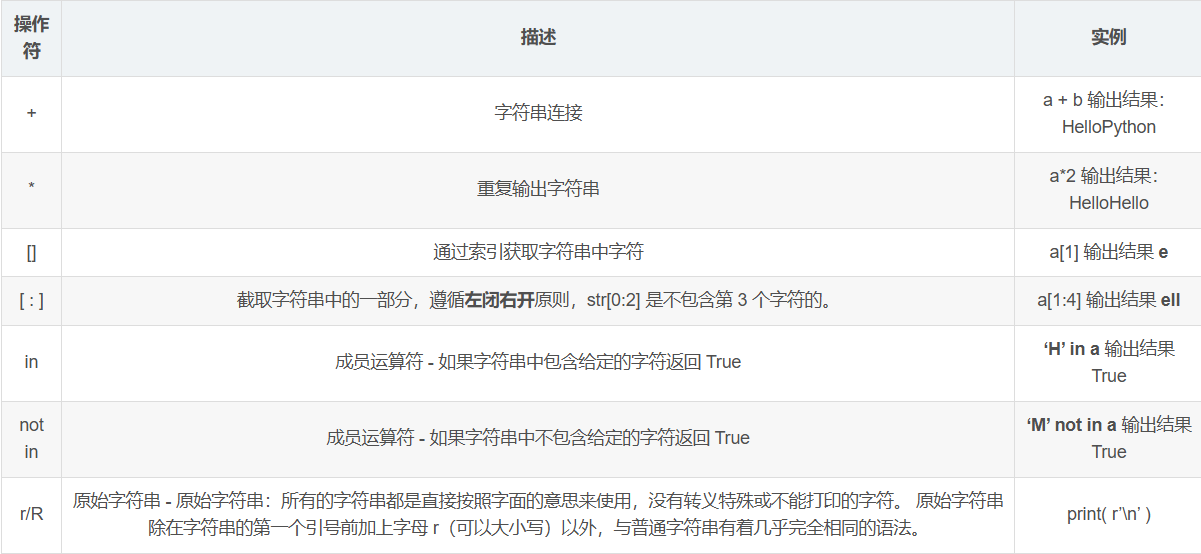 操作
符
描述
实例
+
字符串连接
a + b 输出结果：
HelloPython
*
重复输出字符串
a*2 输出结果：
HelloHello
[]
通过索引获取字符串中字符
a[1] 输出结果 e
[ : ]
截取字符串中的一部分，遵循左闭右开原则，str[0:2] 是不包含第 3 个字符的。
a[1:4] 输出结果 ell
in
成员运算符 - 如果字符串中包含给定的字符返回 True
‘H’ in a 输出结果
True
not
in
成员运算符 - 如果字符串中不包含给定的字符返回 True
‘M’ not in a 输出结果
True
r/R
原始字符串 - 原始字符串：所有的字符串都是直接按照字面的意思来使用，没有转义特殊或不能打印的字符。 原始字符串
除在字符串的第一个引号前加上字母 r（可以大小写）以外，与普通字符串有着几乎完全相同的语法。
print( r’\n’ )